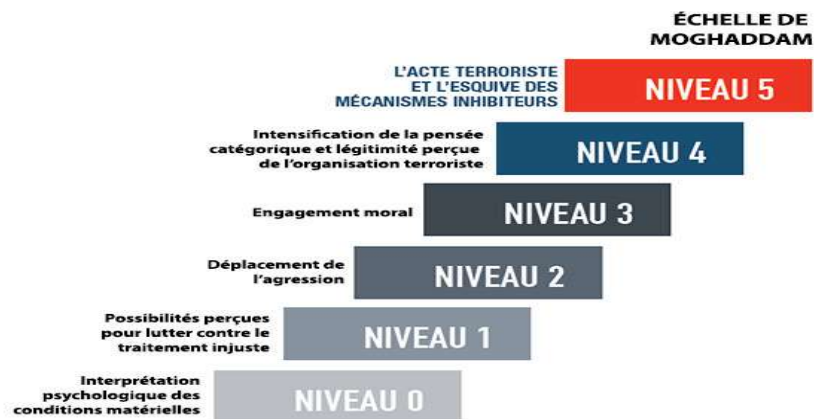 ÉCHELLE DE
MOGHADDAM
L'ACTE TERRORISTE
ET L'ESQUIVE DES
MÉCANISMES INHIBITEURS
NIVEAU 5
Intensification de la pensée
catégorique et légitimité perçue
de l'organisation terroriste
NIVEAU 4
Engagement moral
NIVEAU 3
Déplacement de
l'agression
NIVEAU 2
Possibilités perçues
pour lutter contre le
traitement injuste
NIVEAU 1
Interprétation
psychologique des
conditions matérielles
NIVEAU 0